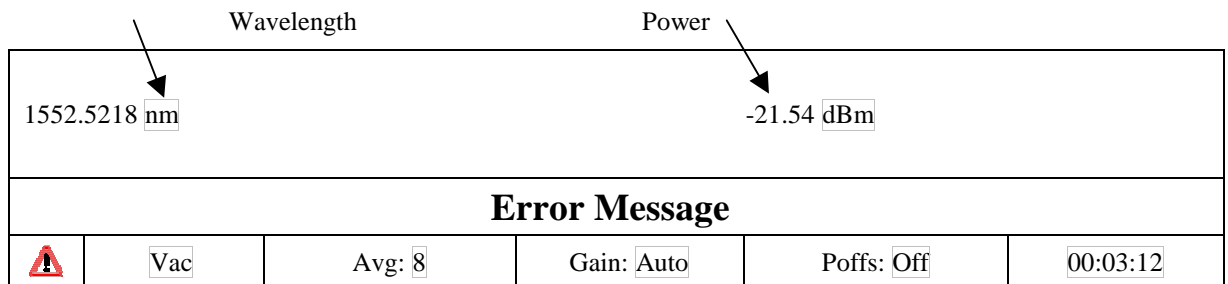 Wavelength Power
1552.5218 nm -21.54 dBm
Error Message
Vac Avg: 8 Gain: Auto Poffs: Off 00:03:12